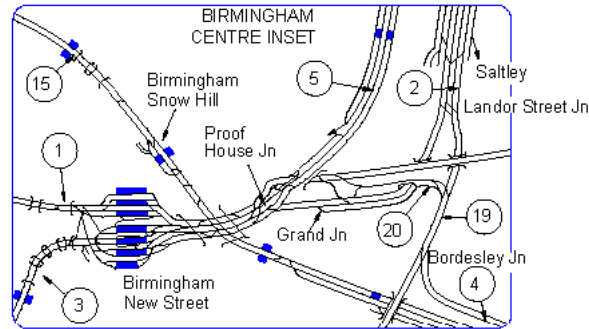 BIRMINGHAM
CENTRE INSET
15
Birmingham
Snow Hill
5
2
Saltley
Landor Street Jn
Proof
House Jn
1
Grand Jn
20
19
Bordesley Jn
3
Birmingham
New Street
4